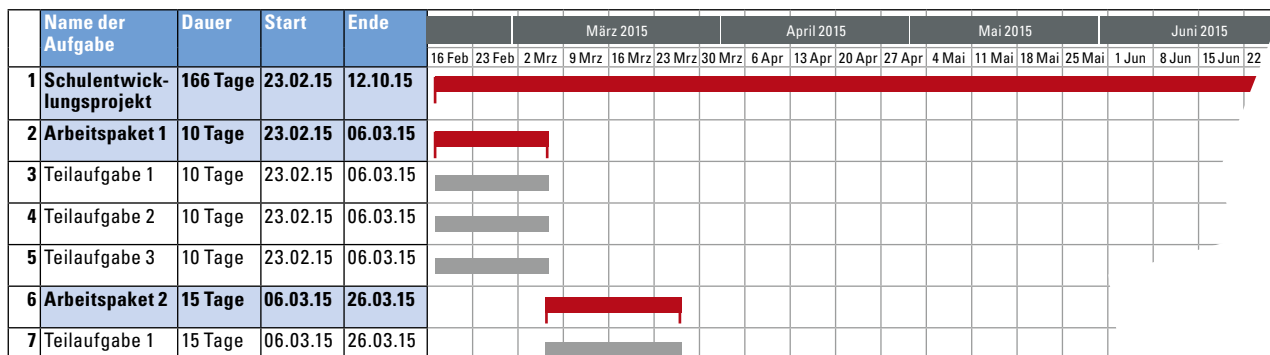 Name der Aufgabe Dauer Start Ende
März 2015 April 2015 Mai 2015 Juni 2015
16 Feb 23 Feb 2 Mrz 9 Mrz 16 Mrz 23 Mrz 30 Mrz 6 Apr 13 Apr 20 Apr 27 Apr 4 Mai 11 Mai 18 Mai 25 Mai 1 Jun 8 Jun 15 Jun 22
1 Schulentwick- 166 Tage 23.02.15 12.10.15
lungsprojekt
2 Arbeitspaket 1 10 Tage 23.02.15 06.03.15
3 Teilaufgabe 1 10 Tage 23.02.15 06.03.15
4 Teilaufgabe 2 10 Tage 23.02.15 06.03.15
5 Teilaufgabe 3 10 Tage 23.02.15 06.03.15
6 Arbeitspaket 2 15 Tage 06.03.15 26.03.15
7 Teilaufgabe 1 15 Tage 06.03.15 26.03.15